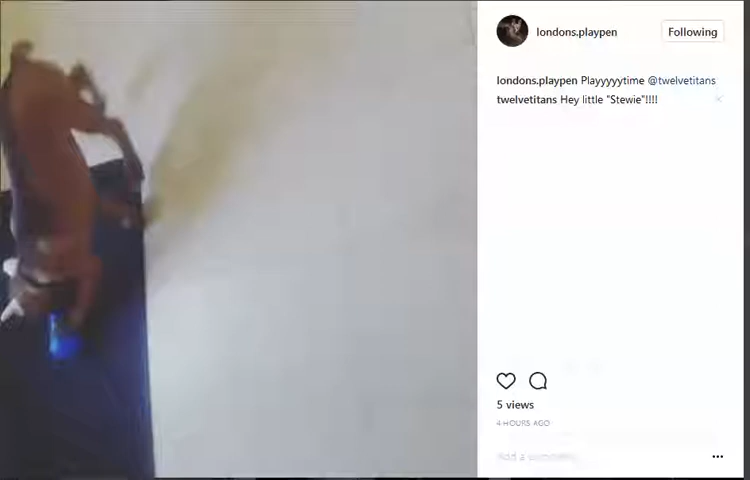 londons.playpen
Following
londons.playpen Playyyyytime @twelvetitans
twelvetitans Hey little "Stewie"!!!!
5 views
4 HOURS AGO
Add a comment...